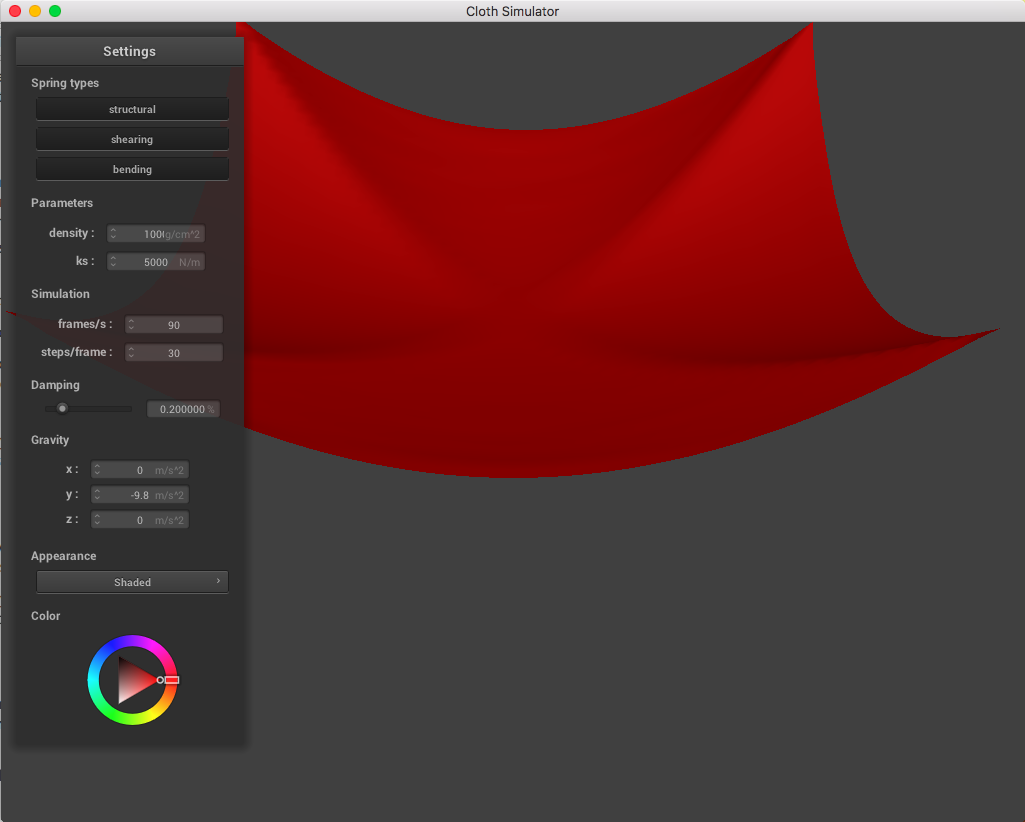 Cloth Simulator
Settings
Spring types
structural
shearing
bending
Parameters
density : g/cm^2
ks : 5000 N/m
Simulation
frames/s : 90
steps/frame : 30
Damping
0.200000 %
Gravity
x : 0 m/s^2
y : -9.8 m/s^2
z : 0 m/s^2
Appearance
Shaded
Color